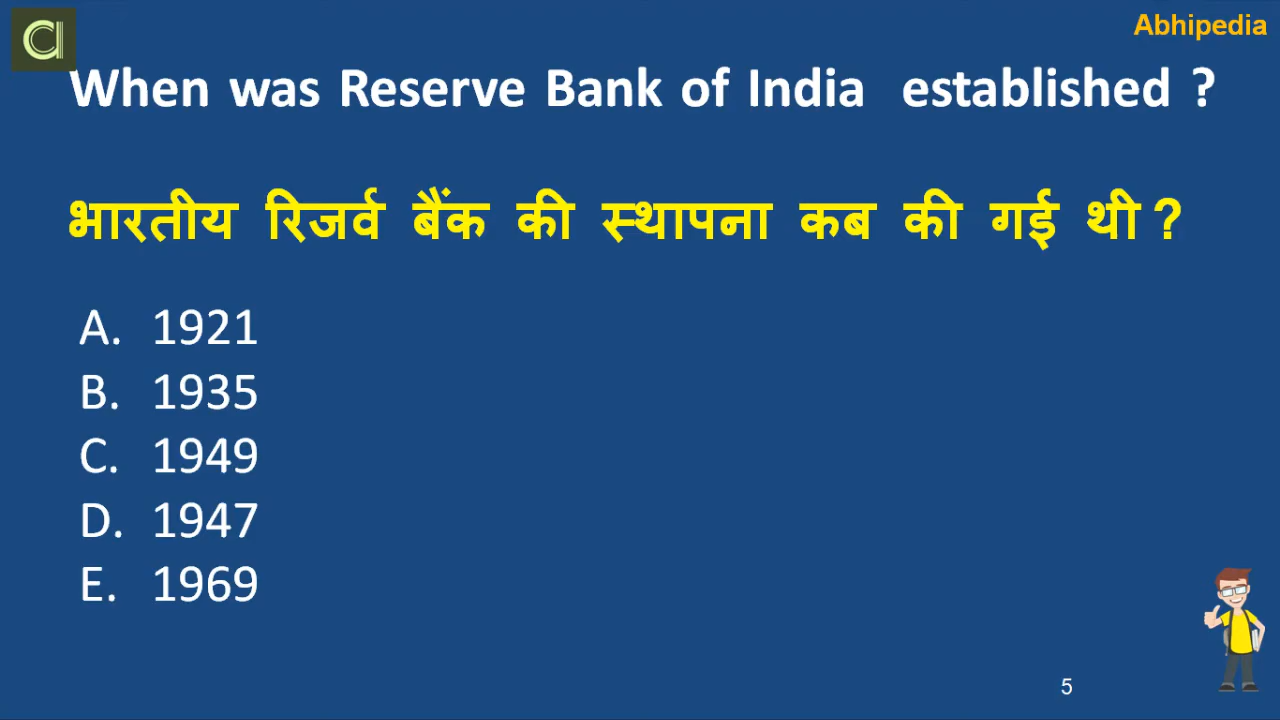 Abhipedia
When was Reserve Bank of India established ?
भारतीय रिजर्व बैंक की स्थापना कब की गई थी ?
A. 1921
B. 1935
C. 1949
D. 1947
E. 1969
5